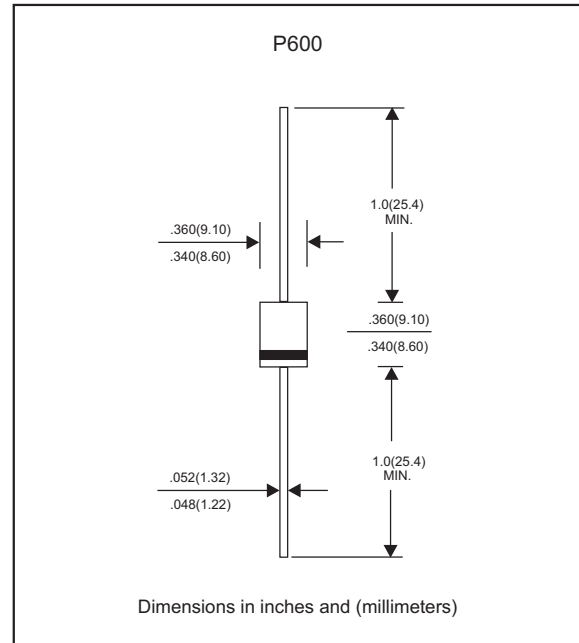 P600
1.0(25.4)
MIN.
.360(9.10)
.340(8.60)
.360(9.10)
.340(8.60)
1.0(25.4)
MIN.
.052(1.32)
.048(1.22)
Dimensions in inches and (millimeters)